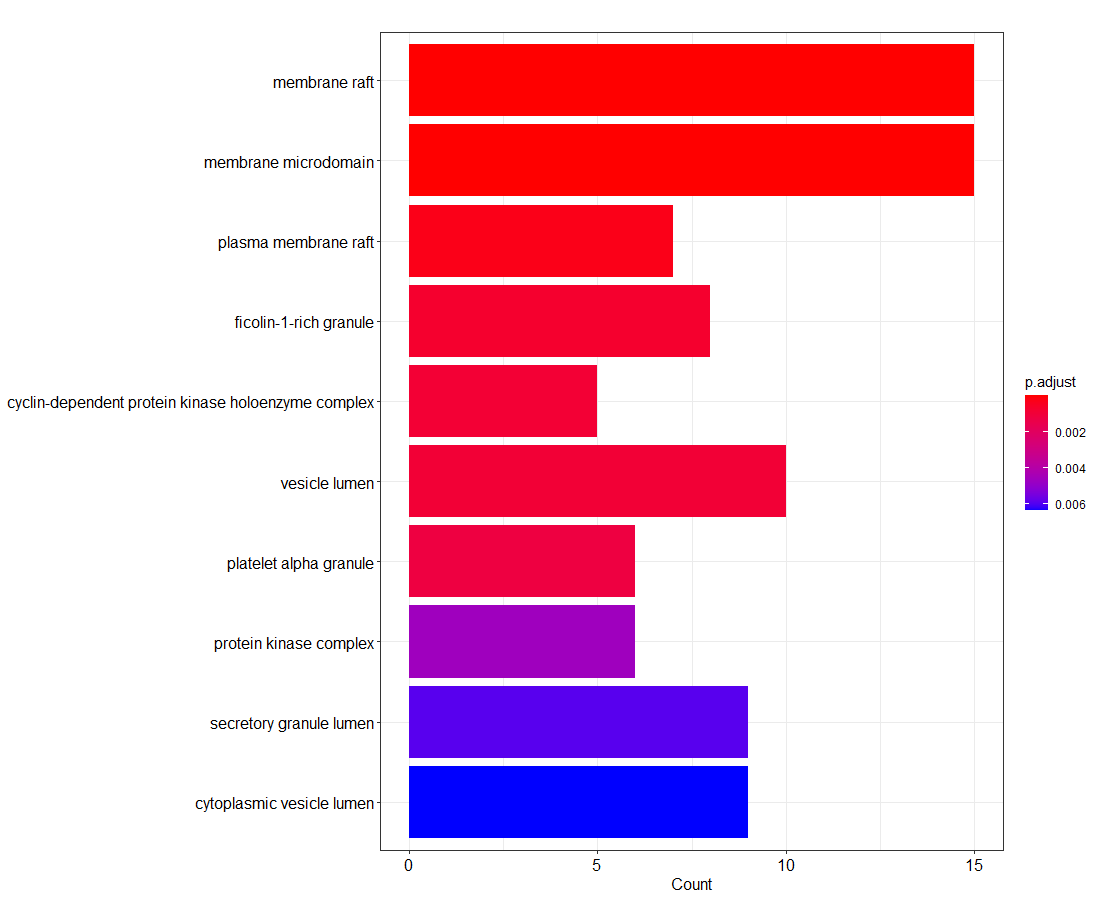 membrane raft
membrane microdomain
plasma membrane raft
ficolin-1-rich granule
cyclin-dependent protein kinase holoenzyme complex
vesicle lumen
platelet alpha granule
protein kinase complex
secretory granule lumen
cytoplasmic vesicle lumen
0 5 10 15
Count
p.adjust
0.002
0.004
0.006